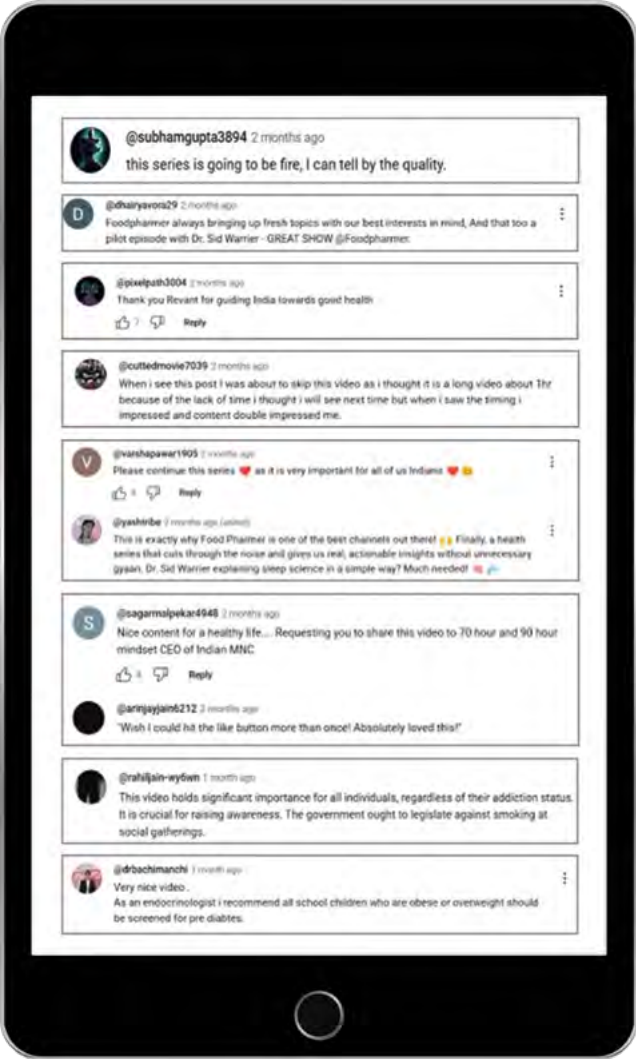 @subhamgupta3894 2 months ago
this series is going to be fire, I can tell by the quality.
D
@dhairyavora29 2 months ago
Foodpharmer always bringing up fresh topics with our best interests in mind, And that too a
pilot episode with Dr. Sid Warrier - GREAT SHOW @Foodpharmer.
@pixelpath3004 2 months ago
Thank you Revant for guiding India towards good health
7 Reply
@cuttedmovie7039 2 months ago
When i see this post I was about to skip this video as i thought it is a long video about 1hr
because of the lack of time i thought i will see next time but when i saw the timing i
impressed and content double impressed me.
V
@varshapawar1905 2 months ago
Please continue this series ❤️ as it is very important for all of us Indians ❤️
Reply
@yashiribe 2 months ago (edited)
This is exactly why Food Pharmer is one of the best channels out there! 🙌 Finally, a health
series that cuts through the noise and gives us real, actionable insights without unnecessary
gyaan. Dr. Sid Warrier explaining sleep science in a simple way? Much needed! 🧠 💤
S
@sagarmalpekar4948 2 months ago
Nice content for a healthy life.... Requesting you to share this video to 70 hour and 90 hour
mindset CEO of Indian MNC
4 Reply
@arinjayjain6212 2 months ago
"Wish I could hit the like button more than once! Absolutely loved this!"
@rahiljain-wy6wn 1 month ago
This video holds significant importance for all individuals, regardless of their addiction status.
It is crucial for raising awareness. The government ought to legislate against smoking at
social gatherings.
@drbachimanchi 1 month ago
Very nice video .
As an endocrinologist i recommend all school children who are obese or overweight should
be screened for pre diabtes.